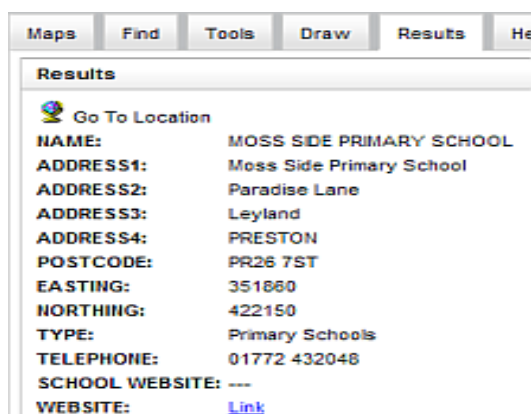 Maps Find Tools Draw Results He
Results
Go To Location
NAME: MOSS SIDE PRIMARY SCHOOL
ADDRESS1: Moss Side Primary School
ADDRESS2: Paradise Lane
ADDRESS3: Leyland
ADDRESS4: PRESTON
POSTCODE: PR26 7ST
EASTING: 351860
NORTHING: 422150
TYPE: Primary Schools
TELEPHONE: 01772 432048
SCHOOL WEBSITE: ---
WEBSITE: Link